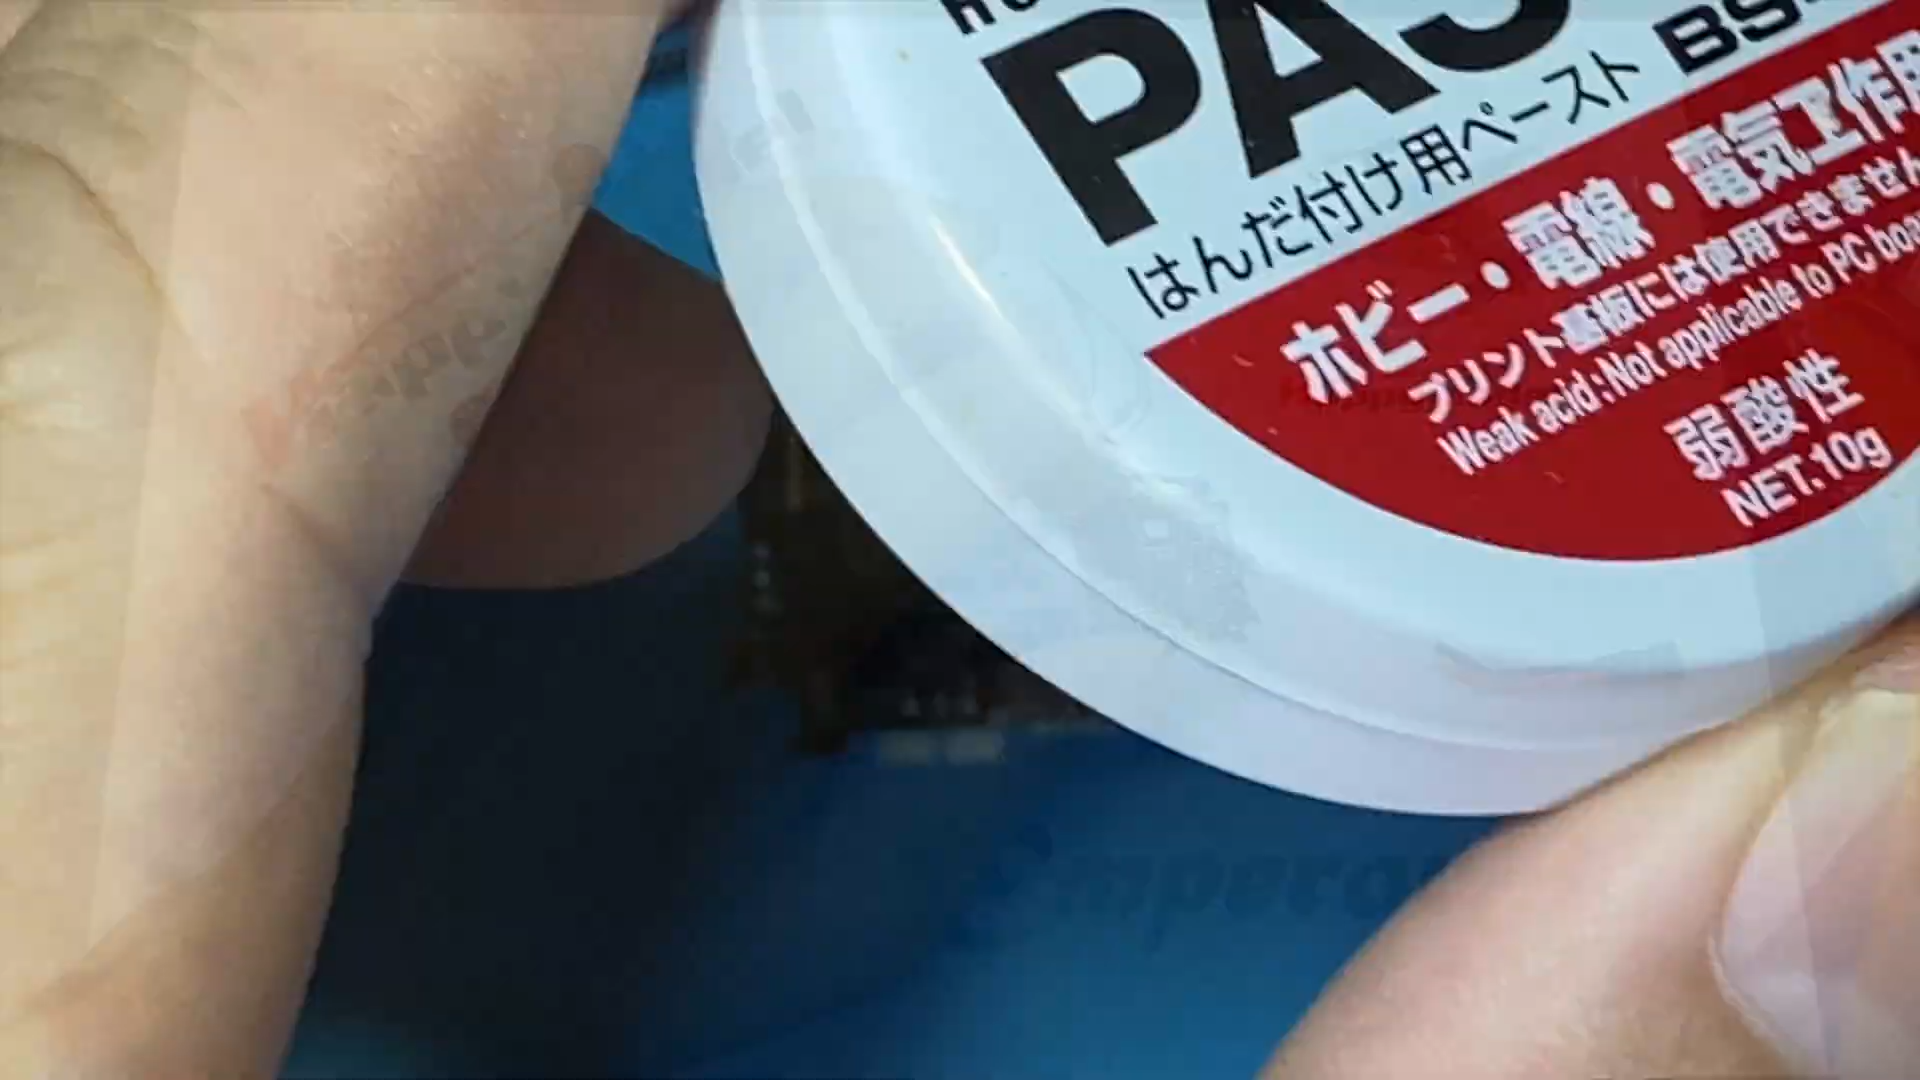 PAS
はんだ付け用ペースト BS-
ホビー・電線・電気工作用
プリント基板には使用できません
Weak acid:Not applicable to PC boa
弱酸性
NET.10g